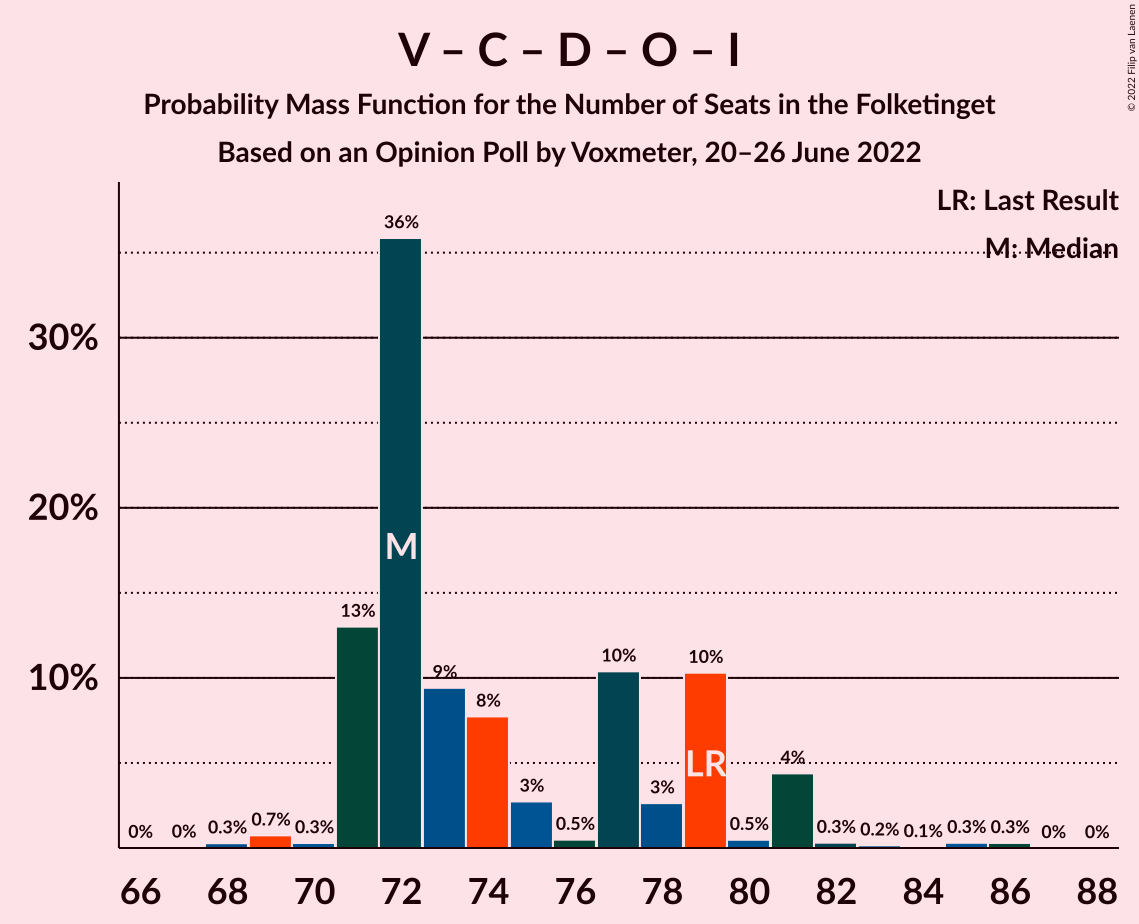 V – C – D – O – I
Probability Mass Function for the Number of Seats in the Folketinget
Based on an Opinion Poll by Voxmeter, 20–26 June 2022
© 2022 Filip van Laenen
LR: Last Result
M: Median
30%
20%
10%
0%
0%
0.3%
0.7%
0.3%
13%
36%
9%
8%
3%
0.5%
10%
3%
10%
0.5%
4%
0.3%
0.2%
0.1%
0.3%
0.3%
0%
0%
M
LR
66 68 70 72 74 76 78 80 82 84 86 88